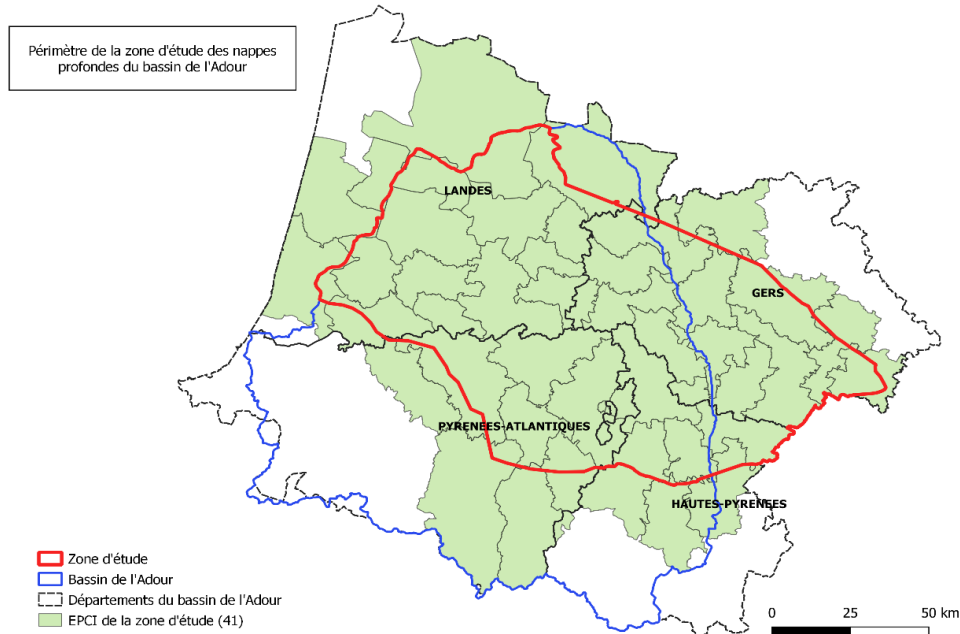 Périmètre de la zone d'étude des nappes
profondes du bassin de l'Adour
LANDES
GERS
PYRENEES-ATLANTIQUES
HAUTES-PYRENEES
Zone d'étude
Bassin de l'Adour
Départements du bassin de l'Adour
EPCI de la zone d'étude (41)
0 25 50 km